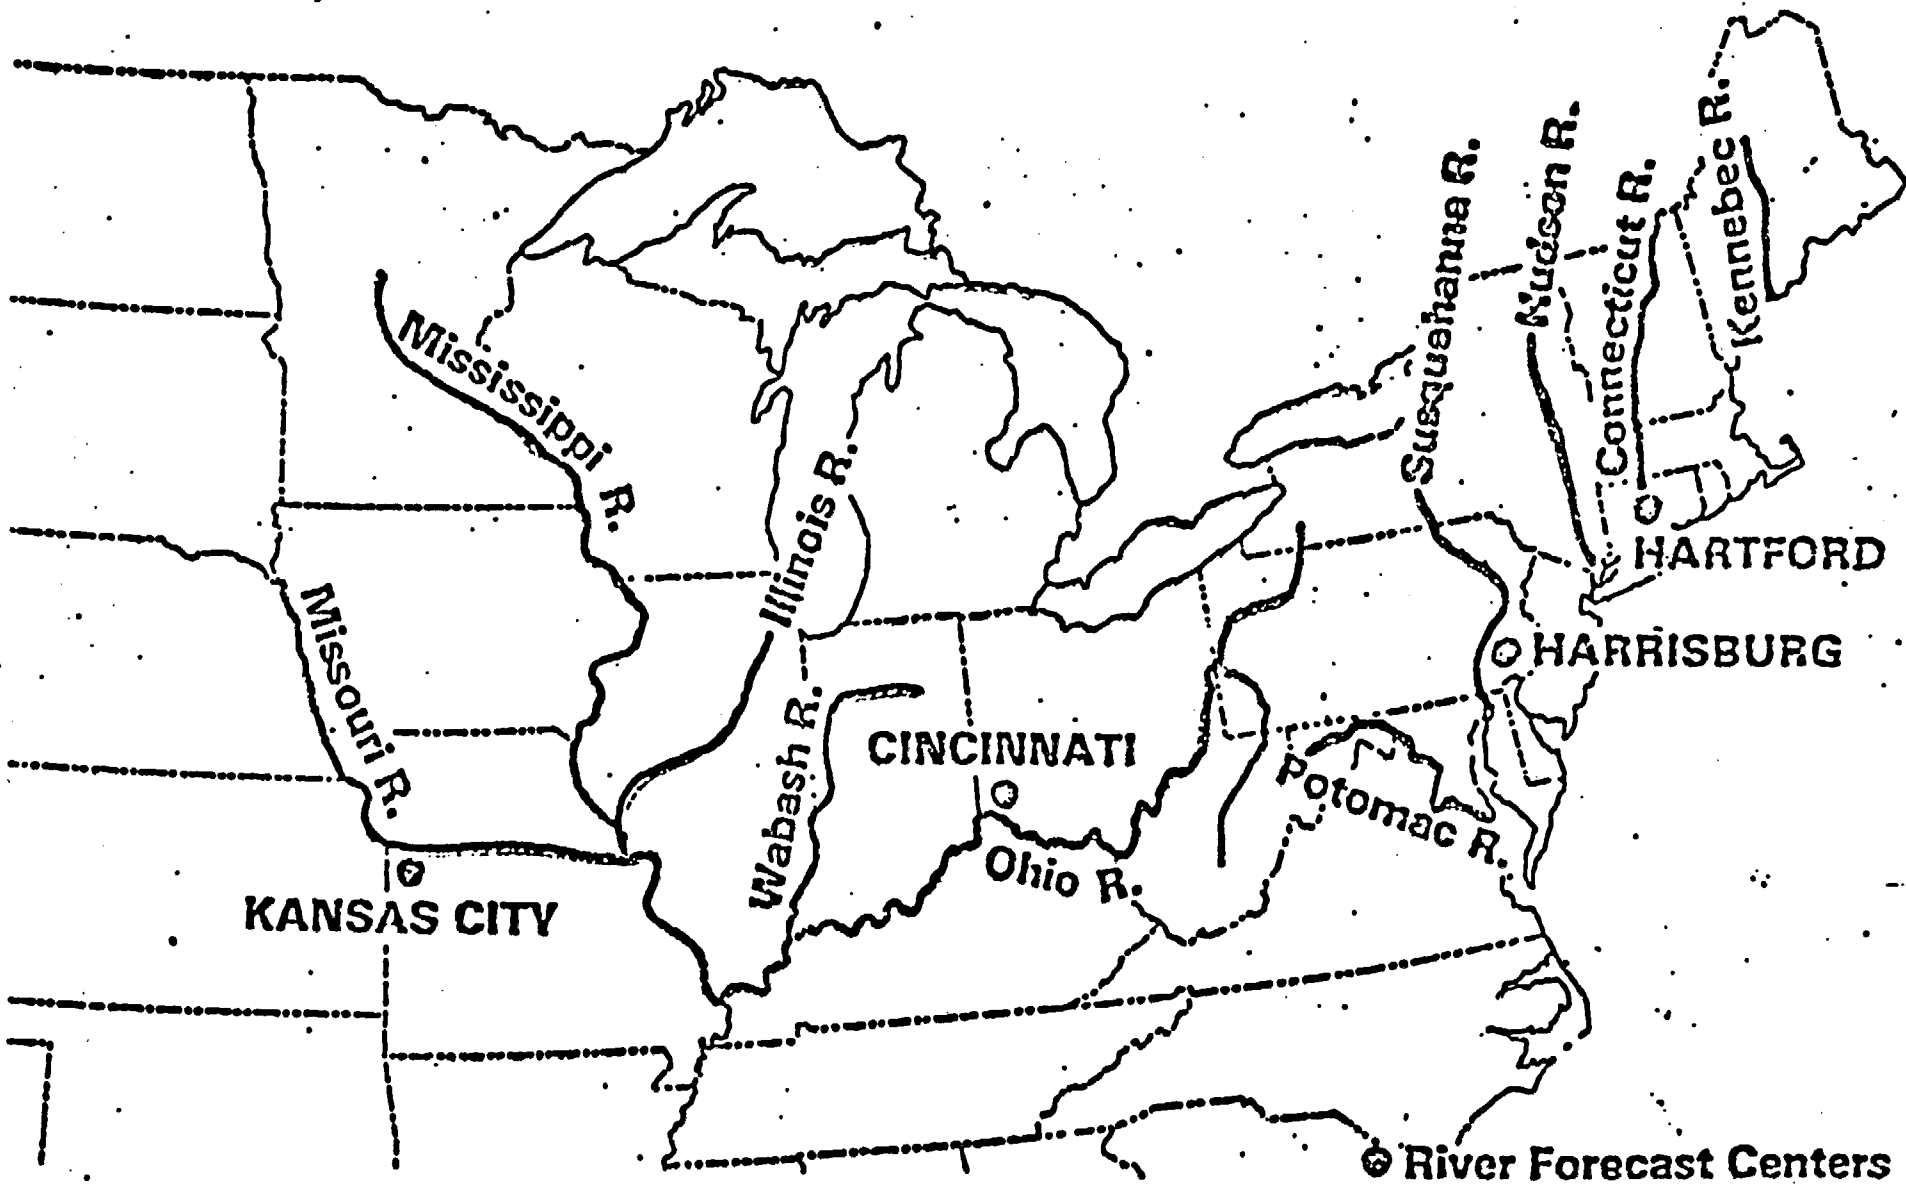 Mississippi R.
Missouri R.
KANSAS CITY
Illinois R.
Wabash R.
CINCINNATI
Ohio R.
Potomac R.
Susquehanna R.
Hudson R.
Connecticut R.
Kennebec R.
HARTFORD
HARRISBURG
River Forecast Centers